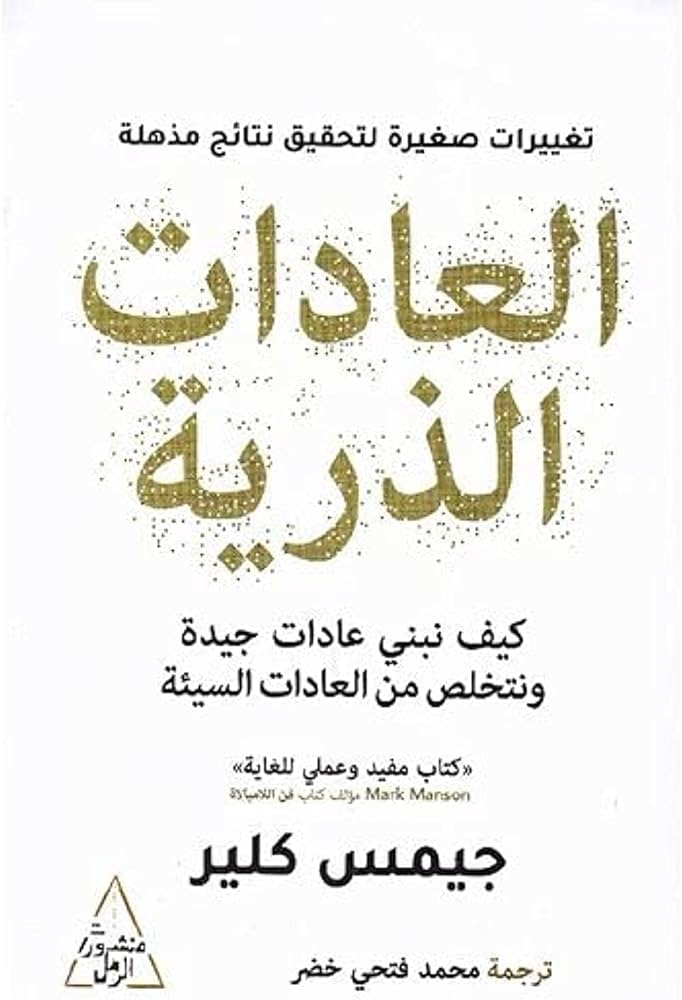 تغييرات صغيرة لتحقيق نتائج مذهلة
العادات
الذرية
كيف نبني عادات جيدة
ونتخلص من العادات السيئة
«كتاب مفيد وعملي للغاية»
Mark Manson مؤلف كتاب فن اللامبالاة
جيمس كلير
منشورات
الرمل
ترجمة محمد فتحي خضر